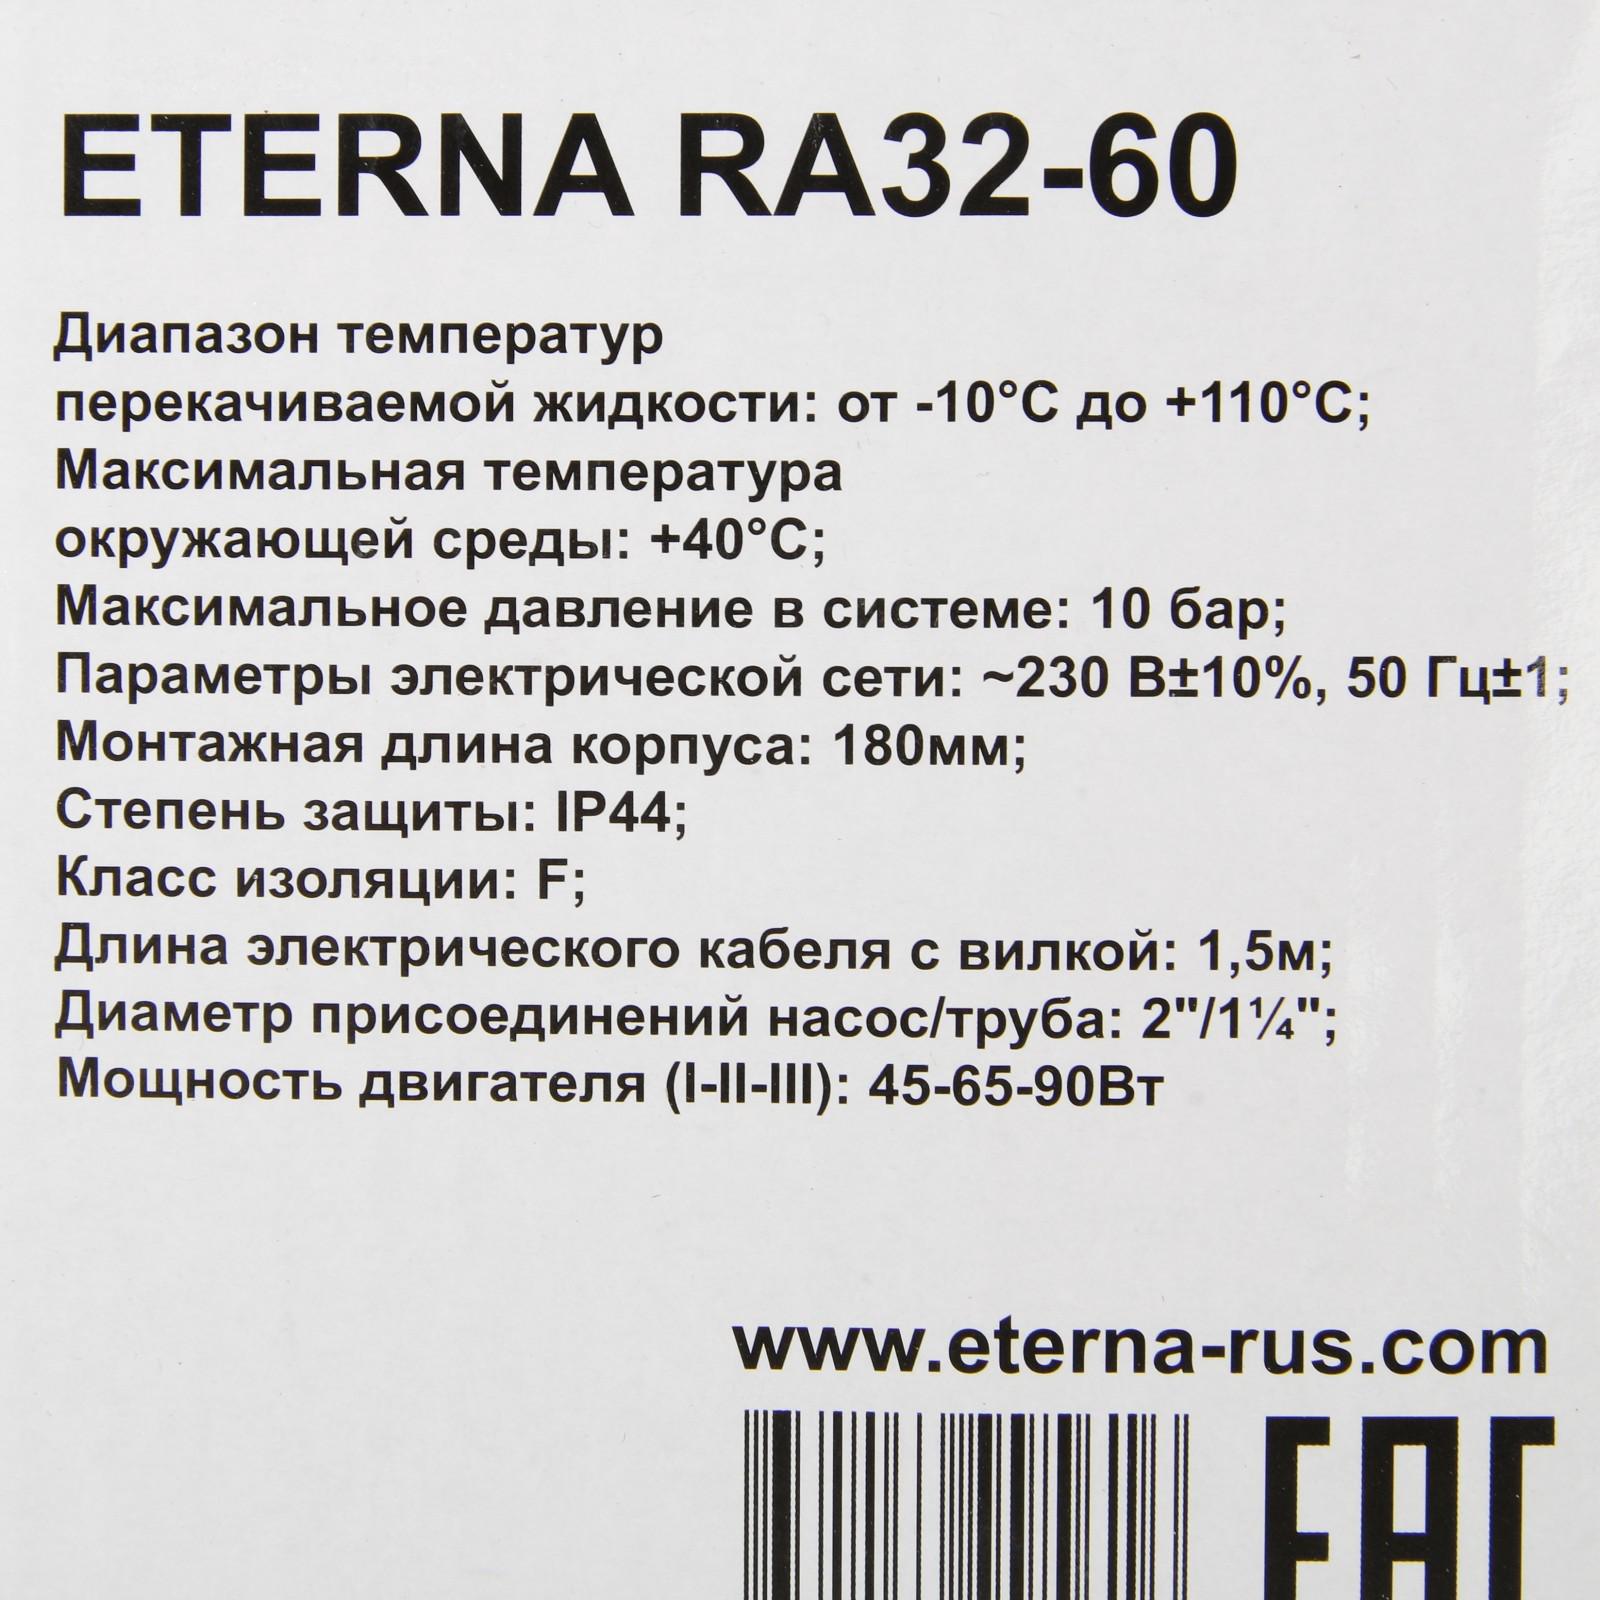 ETERNA RA32-60
Диапазон температур
перекачиваемой жидкости: от -10°С до +110°С;
Максимальная температура
окружающей среды: +40°С;
Максимальное давление в системе: 10 бар;
Параметры электрической сети: ~230 В±10%, 50 Гц±1;
Монтажная длина корпуса: 180мм;
Степень защиты: IP44;
Класс изоляции: F;
Длина электрического кабеля с вилкой: 1,5м;
Диаметр присоединений насос/труба: 2"/1¼";
Мощность двигателя (I-II-III): 45-65-90Вт
www.eterna-rus.com
EAC